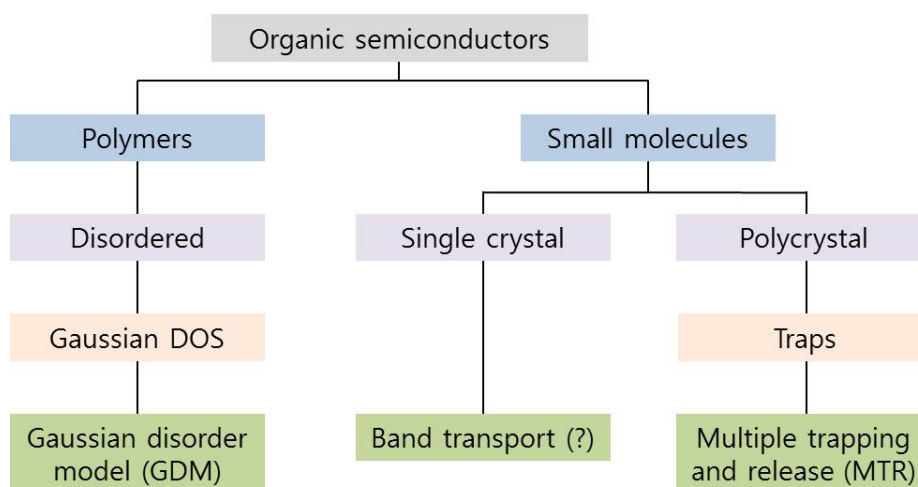 Organic semiconductors
Polymers
Small molecules
Disordered
Single crystal
Polycrystal
Gaussian DOS
Traps
Gaussian disorder
model (GDM)
Band transport (?)
Multiple trapping
and release (MTR)